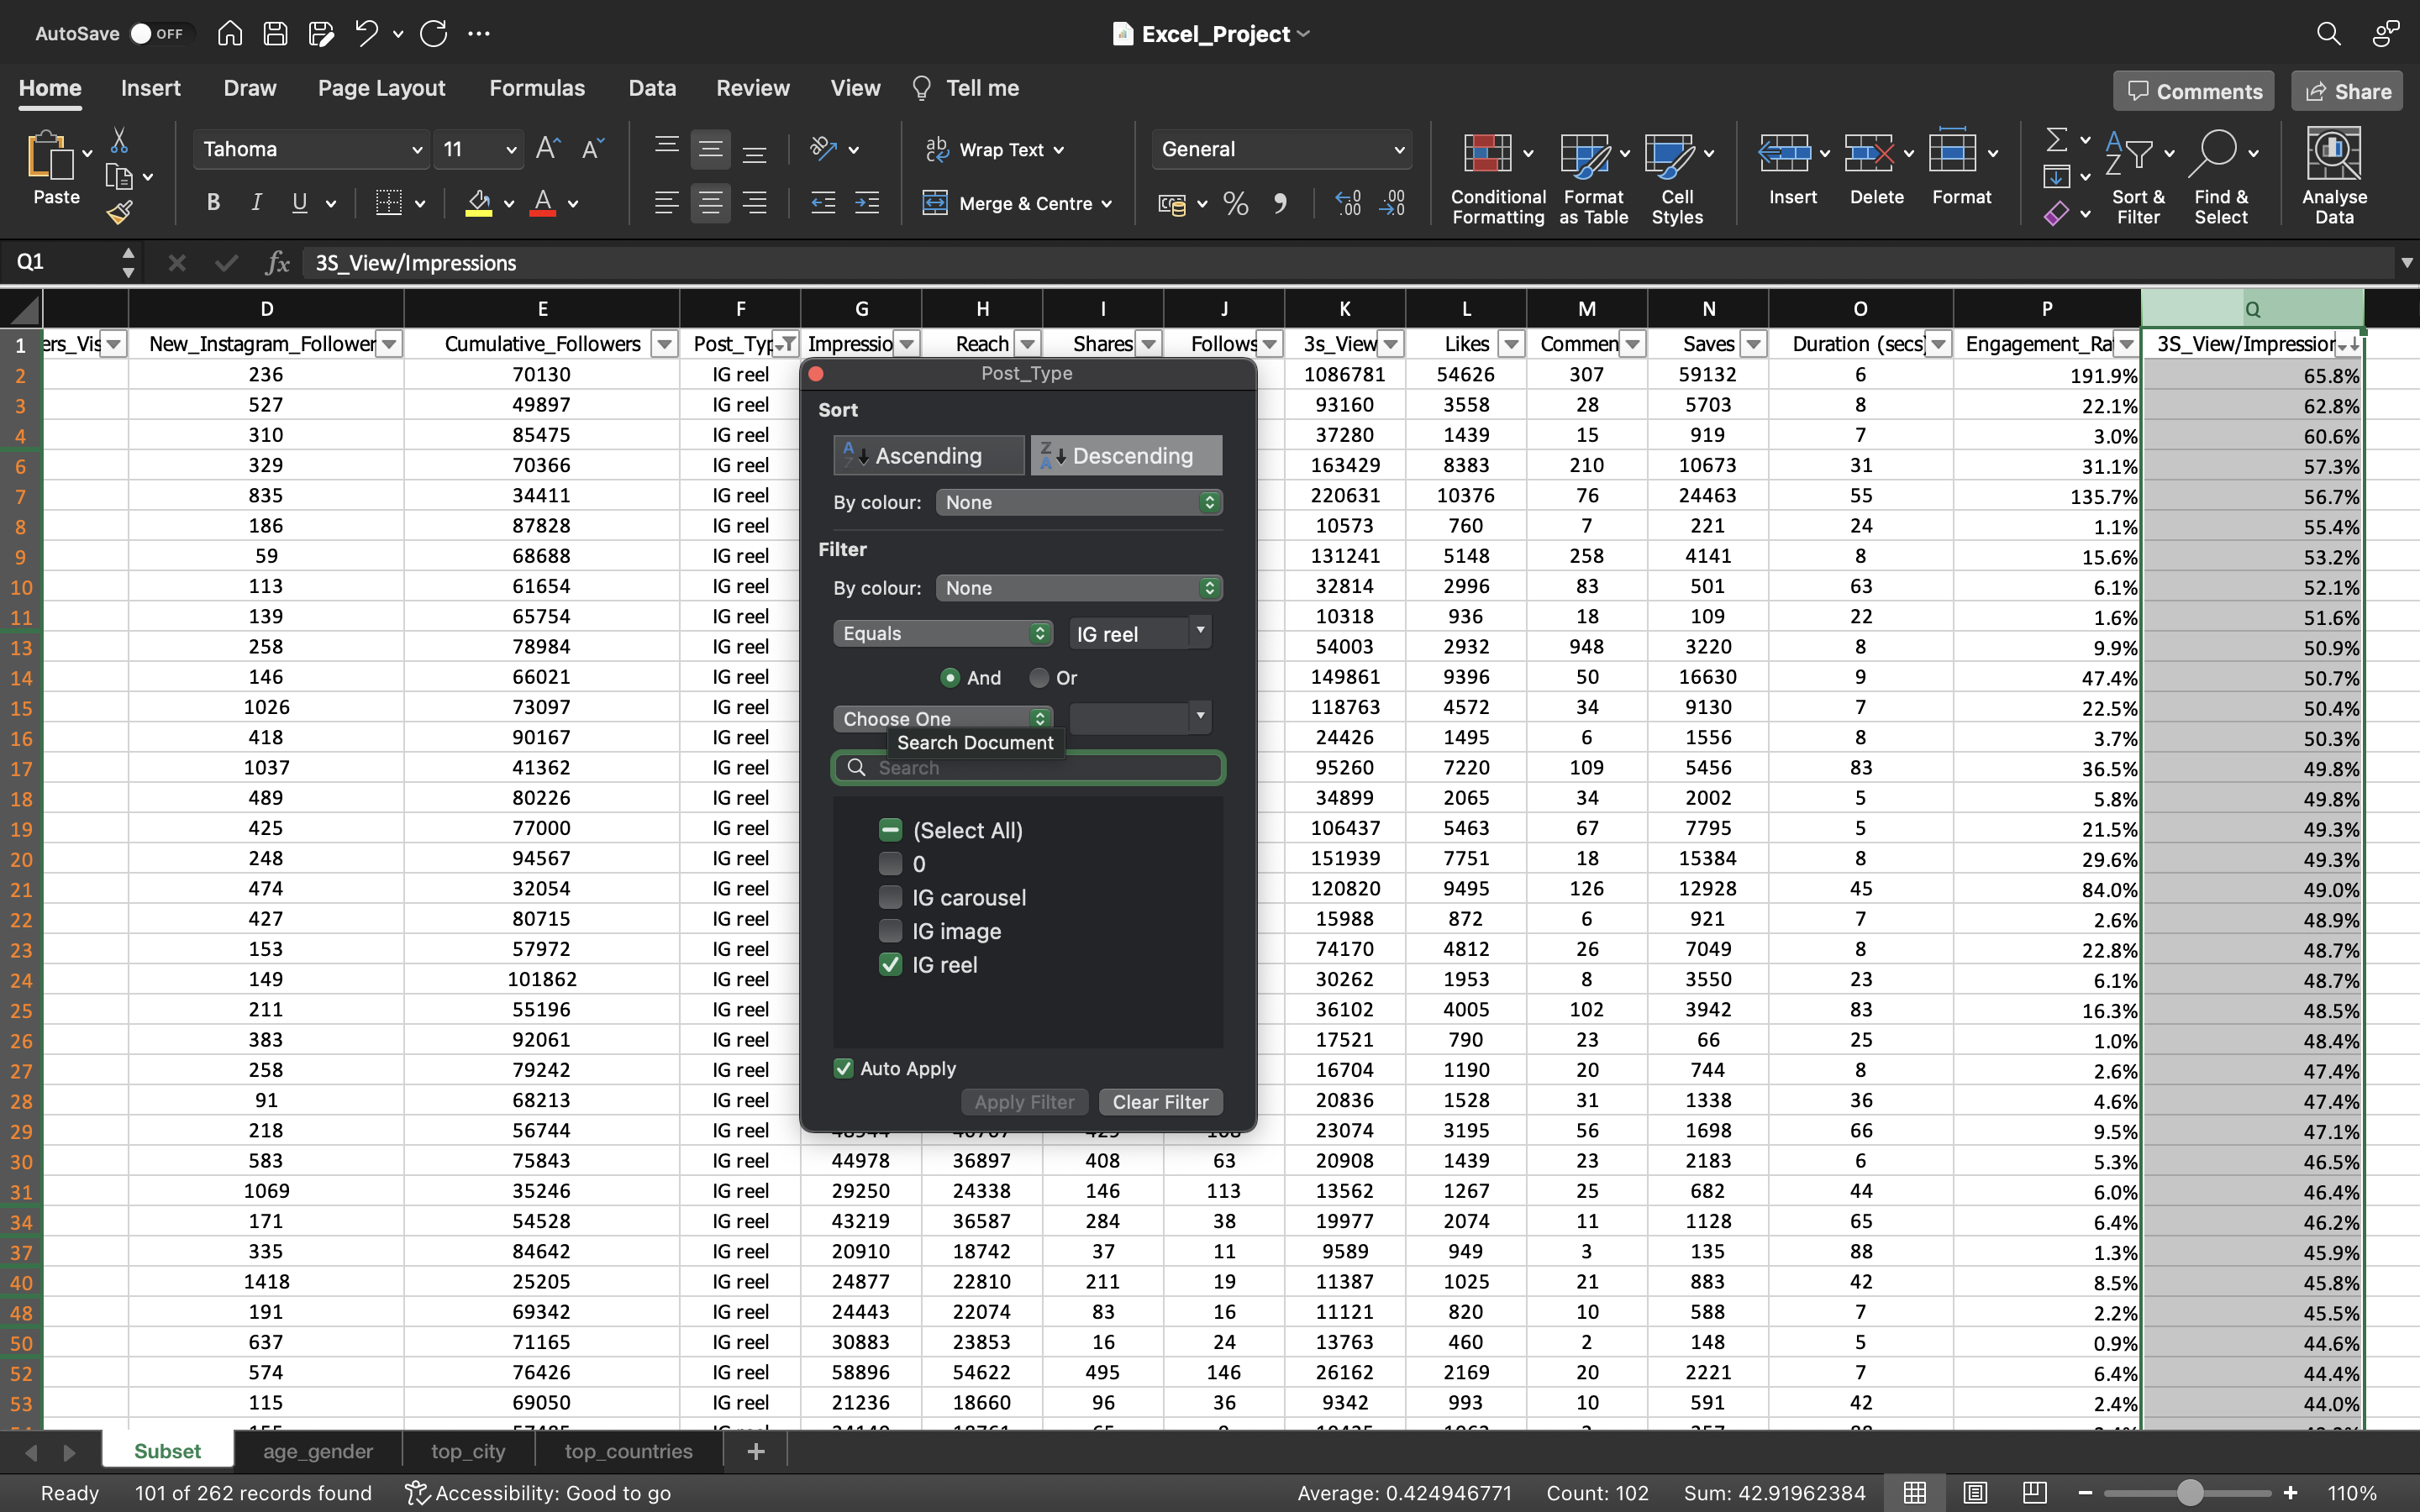 AutoSave OFF Excel_Project
Home Insert Draw Page Layout Formulas Data Review View Tell me Comments Share
Paste Tahoma 11 Wrap Text General Conditional Formatting Format as Table Cell Styles Insert Delete Format Sort & Filter Find & Select Analyse Data
B I U Merge & Centre
Q1 fx 3S_View/Impressions
D E F G H I J K L M N O P Q
1 ers_Vis New_Instagram_Follower Cumulative_Followers Post_Typ Impressio Reach Shares Follows 3s_View Likes Commen Saves Duration (secs) Engagement_Ra 3S_View/Impression
2 236 70130 IG reel 1086781 54626 307 59132 6 191.9% 65.8%
3 527 49897 IG reel 93160 3558 28 5703 8 22.1% 62.8%
4 310 85475 IG reel 37280 1439 15 919 7 3.0% 60.6%
6 329 70366 IG reel 163429 8383 210 10673 31 31.1% 57.3%
7 835 34411 IG reel 220631 10376 76 24463 55 135.7% 56.7%
8 186 87828 IG reel 10573 760 7 221 24 1.1% 55.4%
9 59 68688 IG reel 131241 5148 258 4141 8 15.6% 53.2%
10 113 61654 IG reel 32814 2996 83 501 63 6.1% 52.1%
11 139 65754 IG reel 10318 936 18 109 22 1.6% 51.6%
13 258 78984 IG reel 54003 2932 948 3220 8 9.9% 50.9%
14 146 66021 IG reel 149861 9396 50 16630 9 47.4% 50.7%
15 1026 73097 IG reel 118763 4572 34 9130 7 22.5% 50.4%
16 418 90167 IG reel 24426 1495 6 1556 8 3.7% 50.3%
17 1037 41362 IG reel 95260 7220 109 5456 83 36.5% 49.8%
18 489 80226 IG reel 34899 2065 34 2002 5 5.8% 49.8%
19 425 77000 IG reel 106437 5463 67 7795 5 21.5% 49.3%
20 248 94567 IG reel 151939 7751 18 15384 8 29.6% 49.3%
21 474 32054 IG reel 120820 9495 126 12928 45 84.0% 49.0%
22 427 80715 IG reel 15988 872 6 921 7 2.6% 48.9%
23 153 57972 IG reel 74170 4812 26 7049 8 22.8% 48.7%
24 149 101862 IG reel 30262 1953 8 3550 23 6.1% 48.7%
25 211 55196 IG reel 36102 4005 102 3942 83 16.3% 48.5%
26 383 92061 IG reel 17521 790 23 66 25 1.0% 48.4%
27 258 79242 IG reel 16704 1190 20 744 8 2.6% 47.4%
28 91 68213 IG reel 20836 1528 31 1338 36 4.6% 47.4%
29 218 56744 IG reel 23074 3195 56 1698 66 9.5% 47.1%
30 583 75843 IG reel 44978 36897 408 63 20908 1439 23 2183 6 5.3% 46.5%
31 1069 35246 IG reel 29250 24338 146 113 13562 1267 25 682 44 6.0% 46.4%
34 171 54528 IG reel 43219 36587 284 38 19977 2074 11 1128 65 6.4% 46.2%
37 335 84642 IG reel 20910 18742 37 11 9589 949 3 135 88 1.3% 45.9%
40 1418 25205 IG reel 24877 22810 211 19 11387 1025 21 883 42 8.5% 45.8%
48 191 69342 IG reel 24443 22074 83 16 11121 820 10 588 7 2.2% 45.5%
50 637 71165 IG reel 30883 23853 16 24 13763 460 2 148 5 0.9% 44.6%
52 574 76426 IG reel 58896 54622 495 146 26162 2169 20 2221 7 6.4% 44.4%
53 115 69050 IG reel 21236 18660 96 36 9342 993 10 591 42 2.4% 44.0%
Post_Type
Sort
Ascending Descending
By colour: None
Filter
By colour: None
Equals IG reel
And Or
Choose One
Search Document
Search
(Select All)
0
IG carousel
IG image
IG reel
Auto Apply
Apply Filter Clear Filter
Subset age_gender top_city top_countries +
Ready 101 of 262 records found Accessibility: Good to go Average: 0.424946771 Count: 102 Sum: 42.91962384 110%